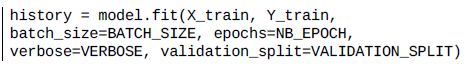 history = model.fit(X_train, Y_train,
batch_size=BATCH_SIZE, epochs=NB_EPOCH,
verbose=VERBOSE, validation_split=VALIDATION_SPLIT)